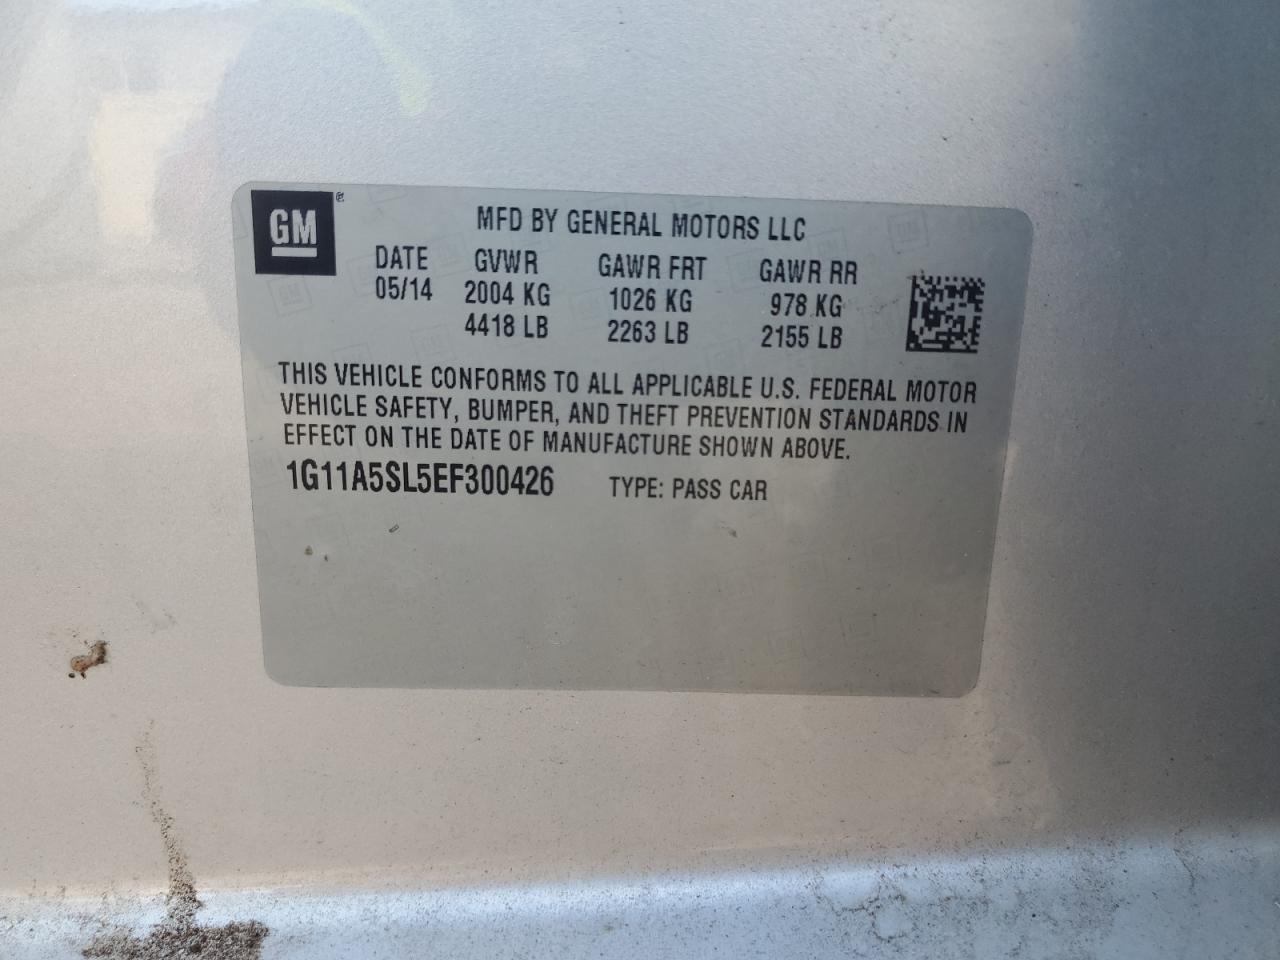 GM
MFD BY GENERAL MOTORS LLC
DATE GVWR GAWR FRT GAWR RR
05/14 2004 KG 1026 KG 978 KG
4418 LB 2263 LB 2155 LB
THIS VEHICLE CONFORMS TO ALL APPLICABLE U.S. FEDERAL MOTOR
VEHICLE SAFETY, BUMPER, AND THEFT PREVENTION STANDARDS IN
EFFECT ON THE DATE OF MANUFACTURE SHOWN ABOVE.
1G11A5SL5EF300426 TYPE: PASS CAR